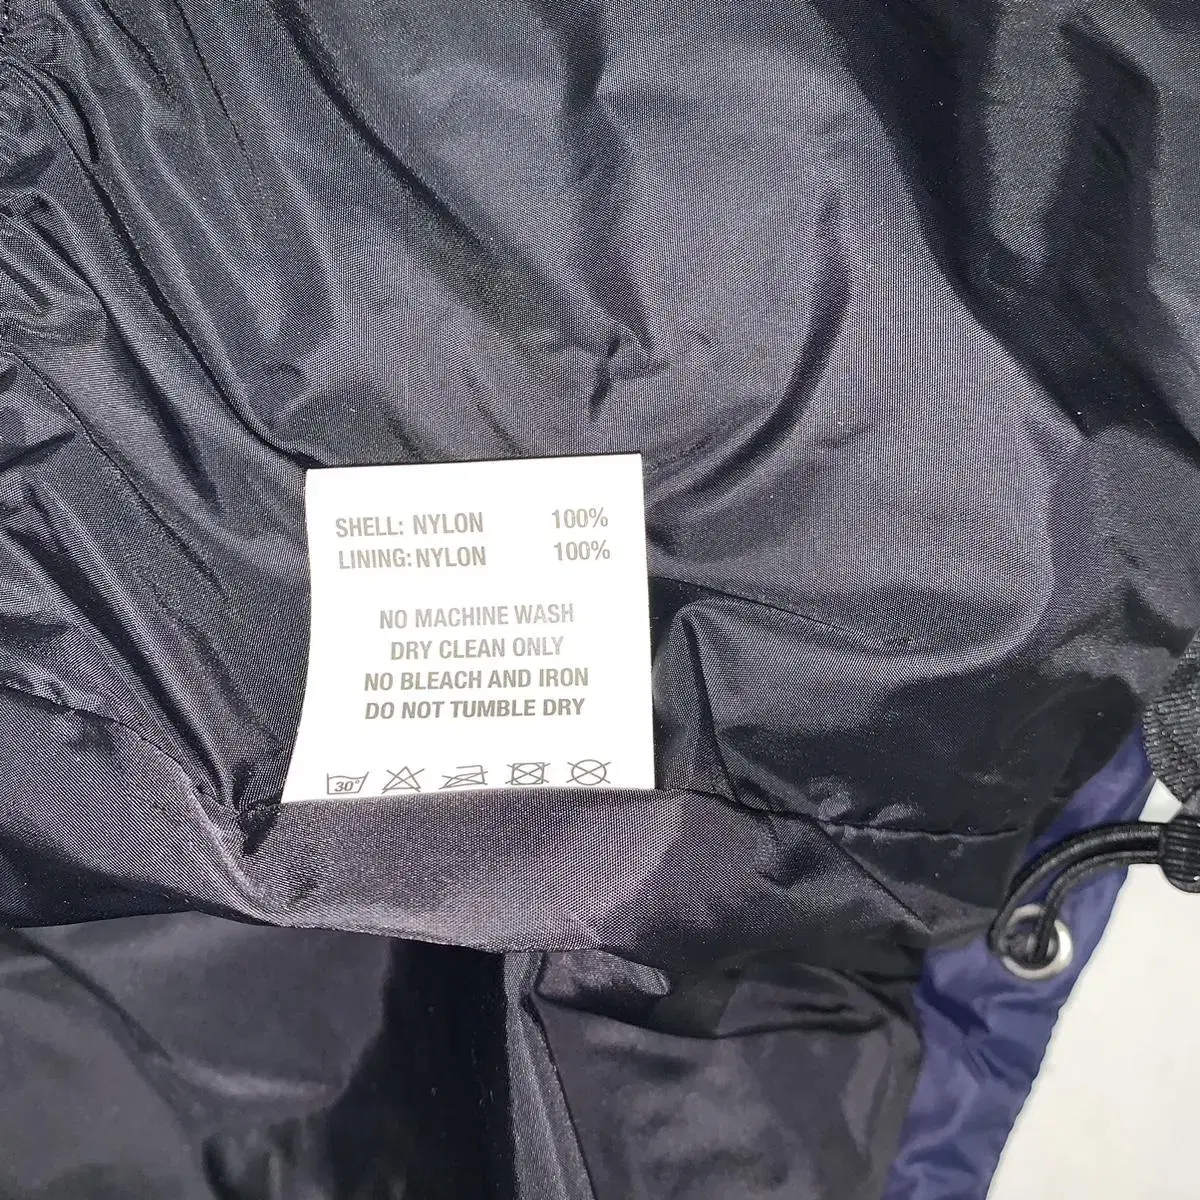 SHELL: NYLON 100%
LINING: NYLON 100%
NO MACHINE WASH
DRY CLEAN ONLY
NO BLEACH AND IRON
DO NOT TUMBLE DRY
30°